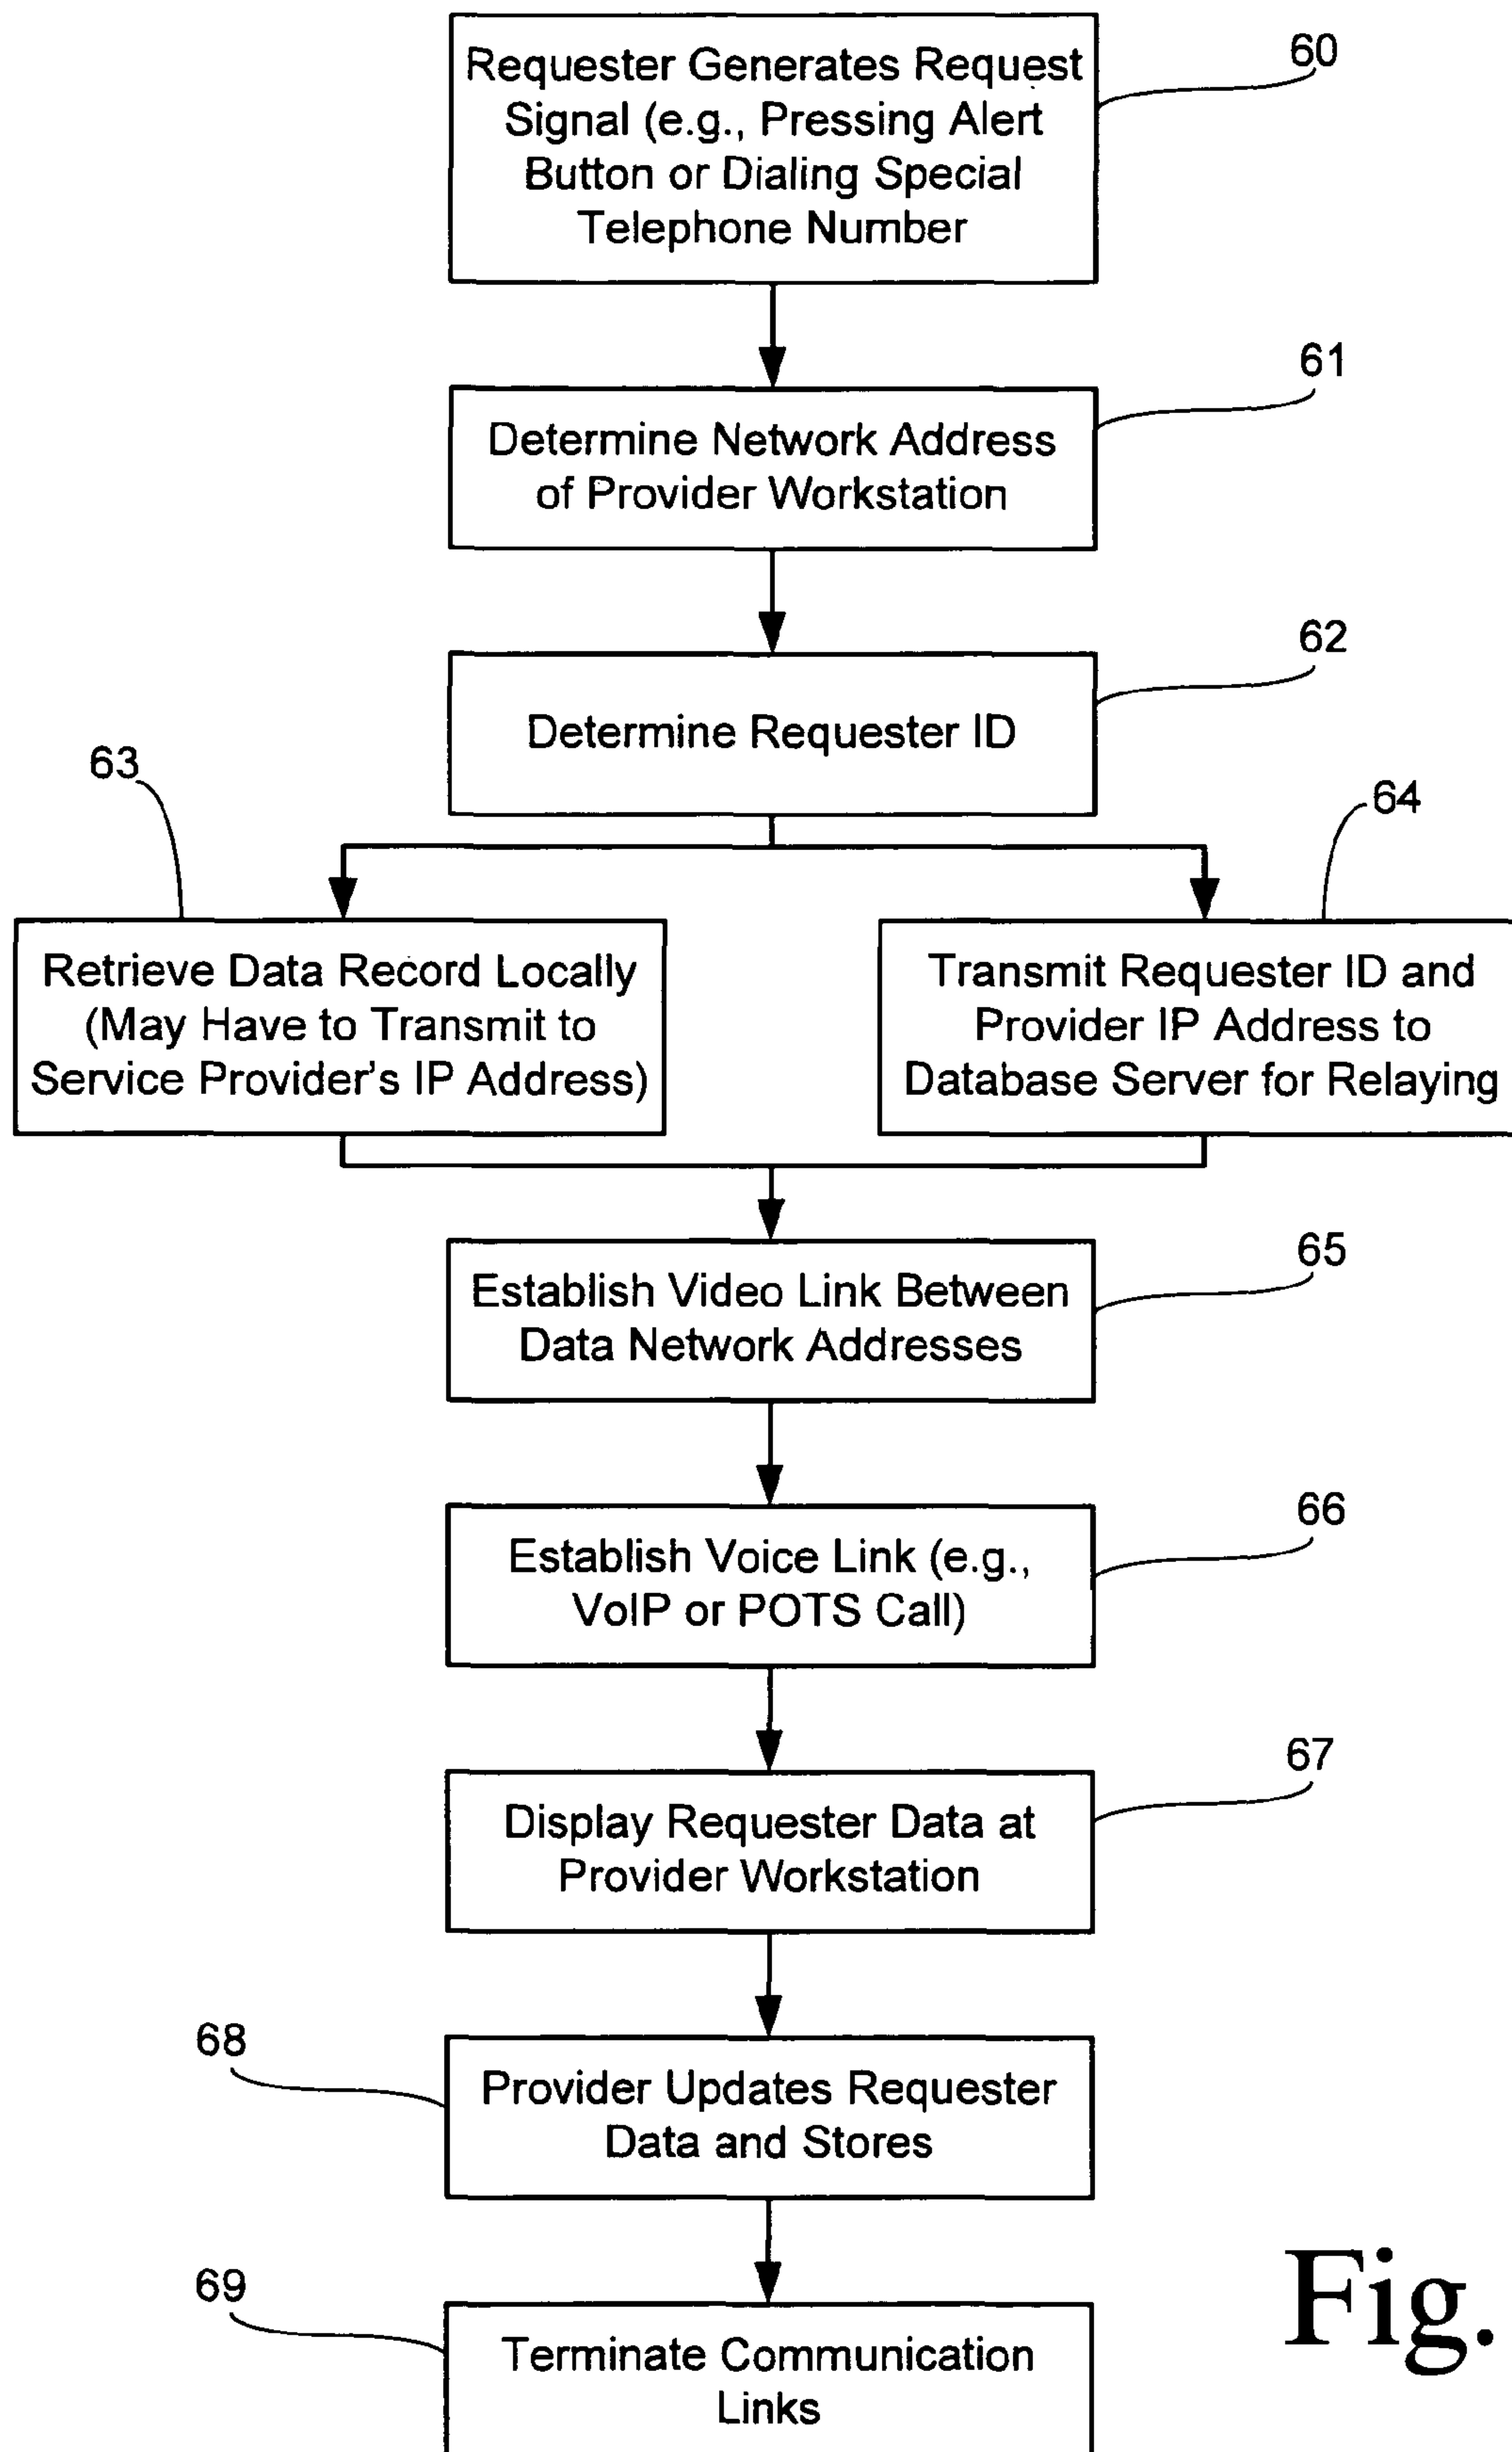 60
Requester Generates Request
Signal (e.g., Pressing Alert
Button or Dialing Special
Telephone Number
61
Determine Network Address
of Provider Workstation
62
Determine Requester ID
63
64
Retrieve Data Record Locally
(May Have to Transmit to
Service Provider's IP Address)
Transmit Requester ID and
Provider IP Address to
Database Server for Relaying
65
Establish Video Link Between
Data Network Addresses
66
Establish Voice Link (e.g.,
VoIP or POTS Call)
67
Display Requester Data at
Provider Workstation
68
Provider Updates Requester
Data and Stores
69
Terminate Communication
Links
Fig.